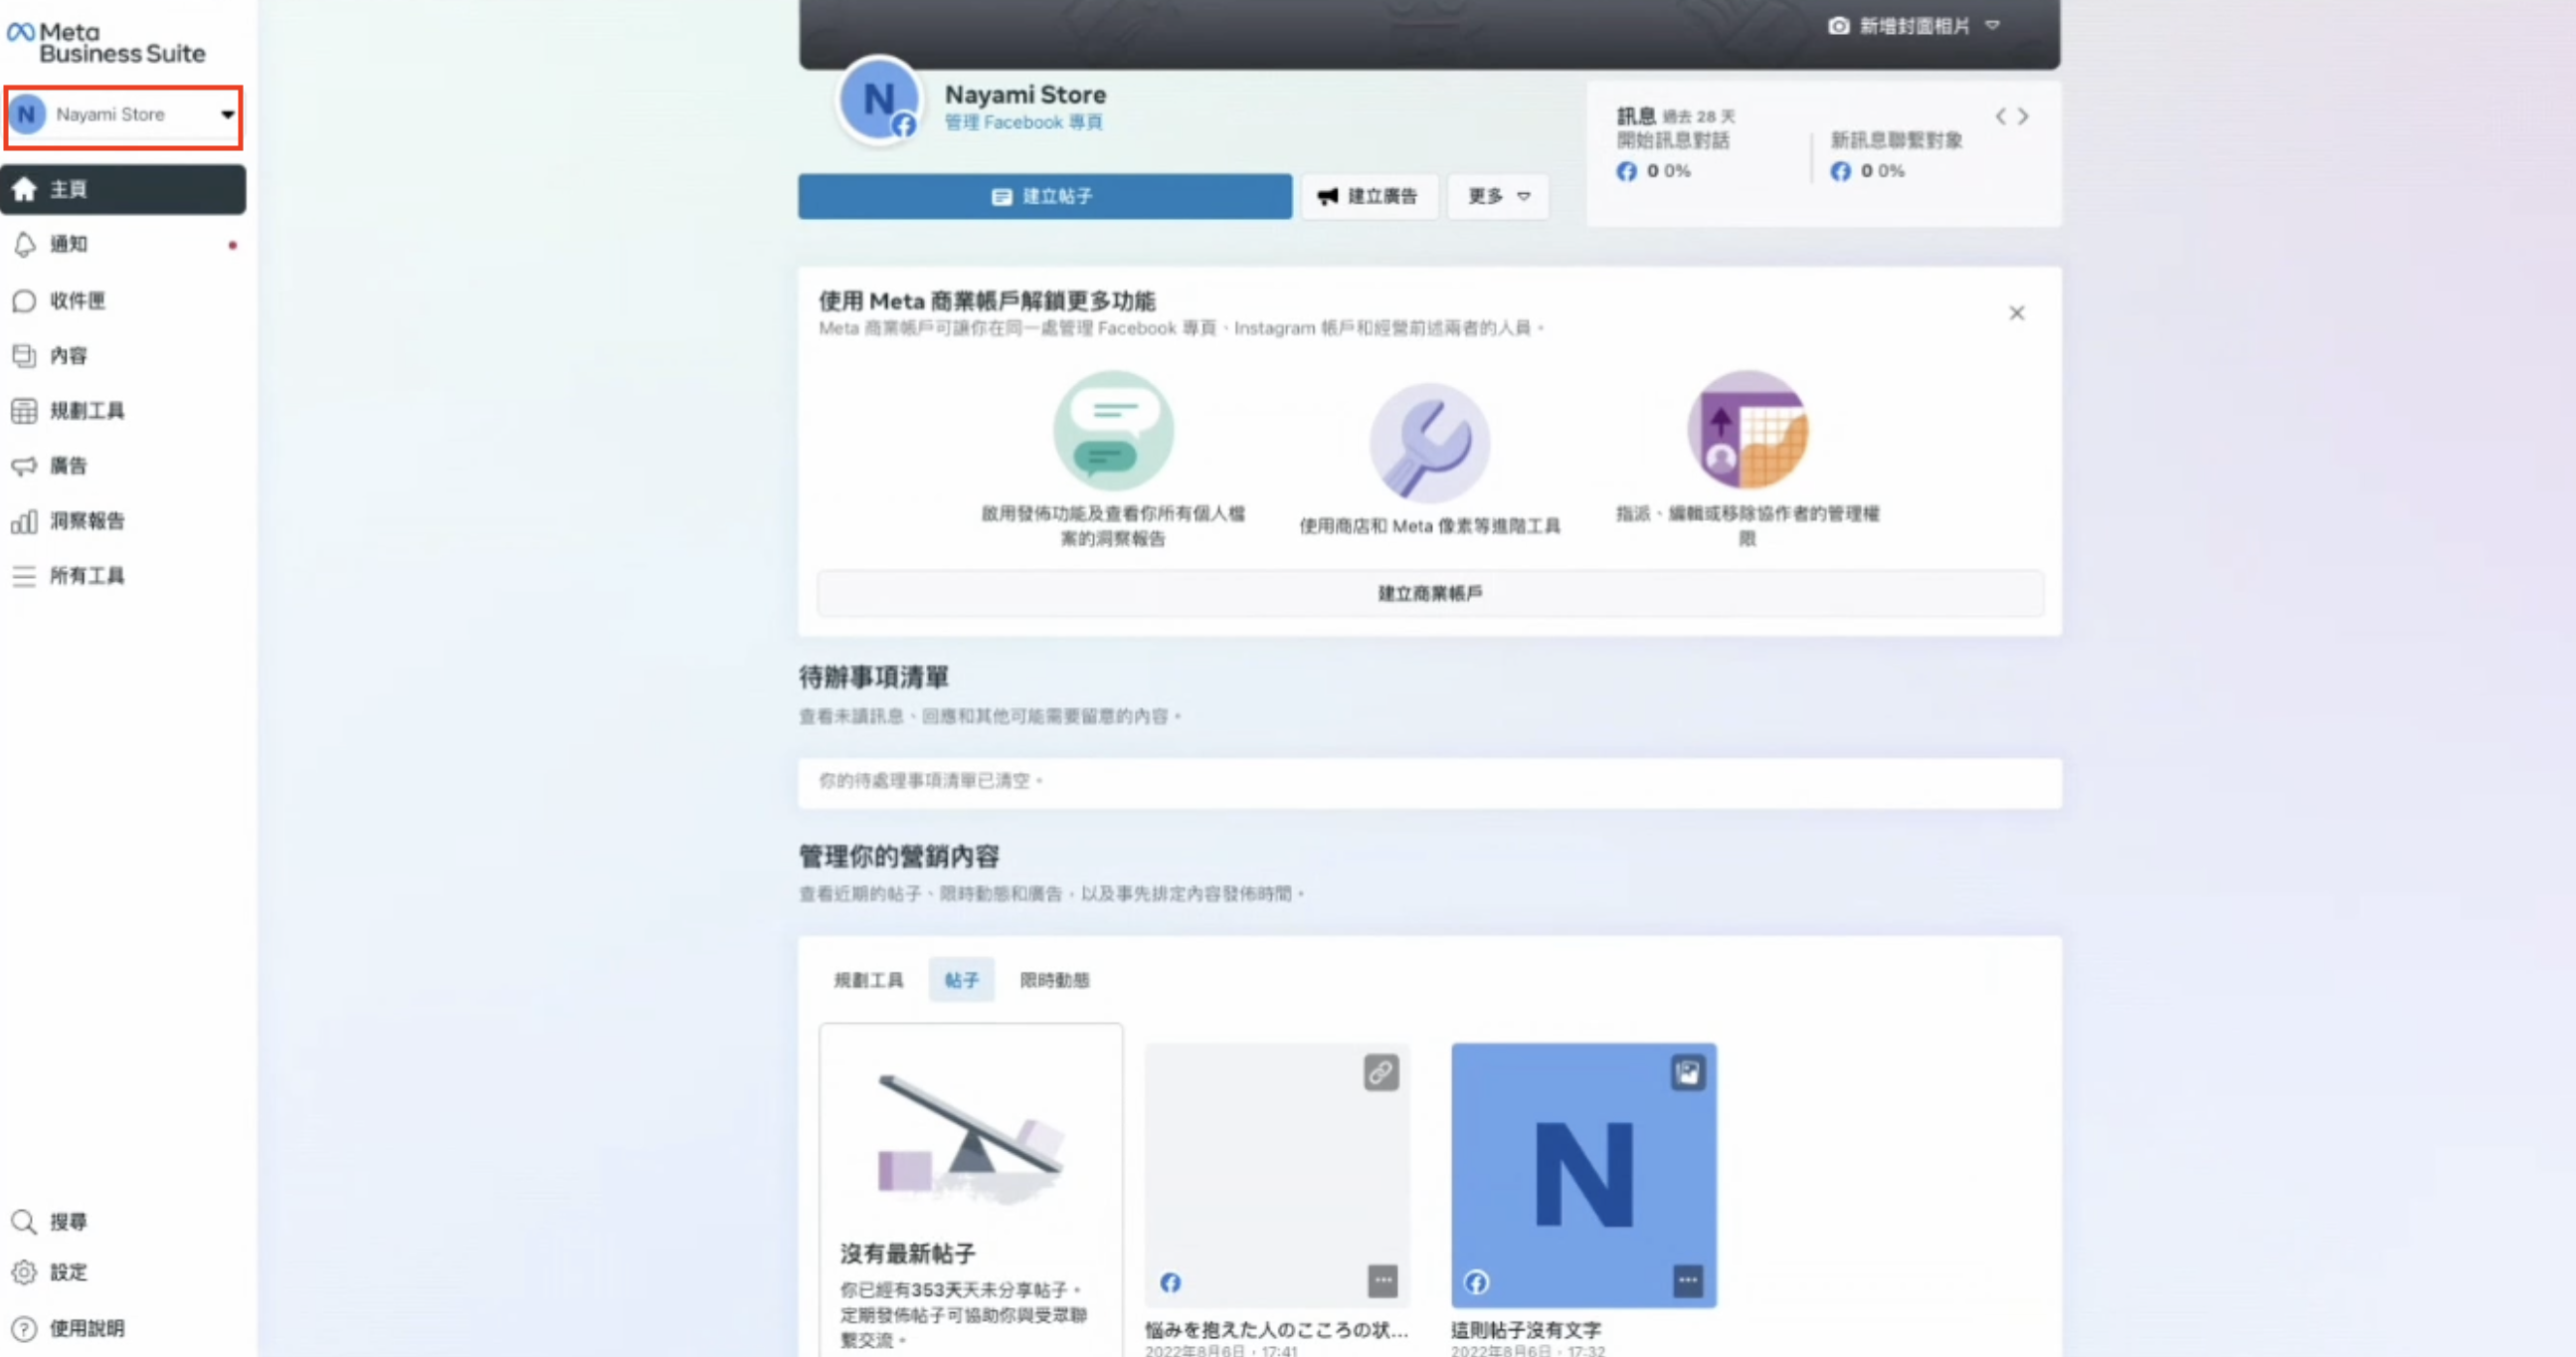 Meta
Business Suite
N Nayami Store
主頁
通知
收件匣
內容
規劃工具
廣告
洞察報告
所有工具
搜尋
設定
使用說明
新增封面相片
N
Nayami Store
管理 Facebook 專頁
建立帖子
建立廣告
更多
訊息 過去 28 天
開始訊息對話
0 0%
新訊息聯繫對象
0 0%
使用 Meta 商業帳戶解鎖更多功能
Meta 商業帳戶可讓你在同一處管理 Facebook 專頁、Instagram 帳戶和經營前述兩者的人員。
啟用發佈功能及查看你所有個人檔
案的洞察報告
使用商店和 Meta 像素等進階工具
指派、編輯或移除協作者的管理權
限
建立商業帳戶
待辦事項清單
查看未讀訊息、回應和其他可能需要留意的內容。
你的待處理事項清單已清空。
管理你的營銷內容
查看近期的帖子、限時動態和廣告，以及事先排定內容發佈時間。
規劃工具
帖子
限時動態
沒有最新帖子
你已經有353天天未分享帖子。
定期發佈帖子可協助你與受眾聯
繫交流。
悩みを抱えた人のこころの状...
2022年8月6日，17:41
N
這則帖子沒有文字
2022年8月6日，17:32